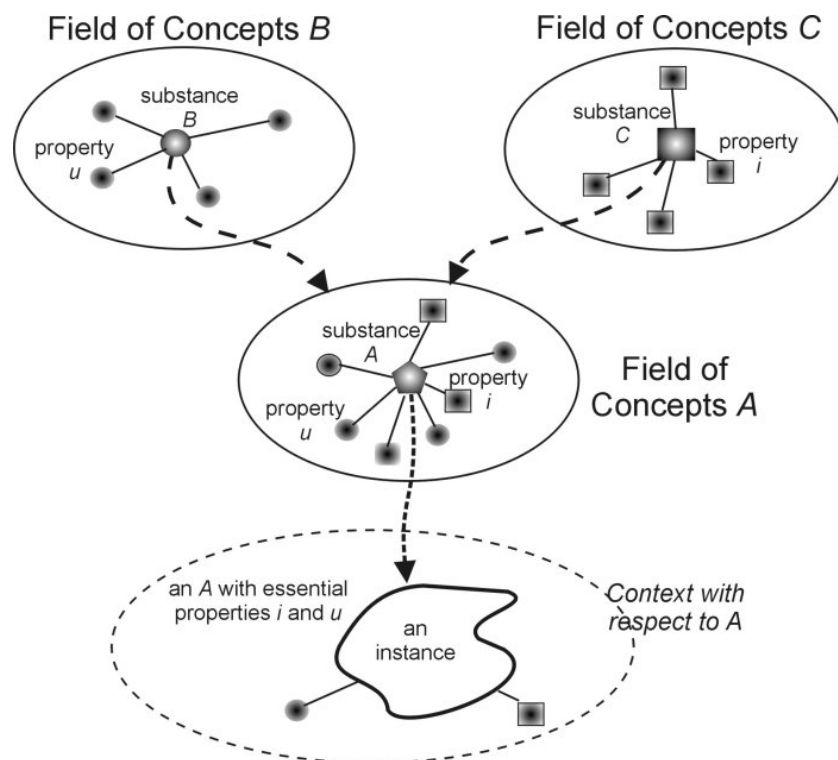 Field of Concepts B
Field of Concepts C
substance
B
property
u
substance
C
property
i
substance
A
property
i
property
u
Field of
Concepts A
an A with essential
properties i and u
an
instance
Context with
respect to A